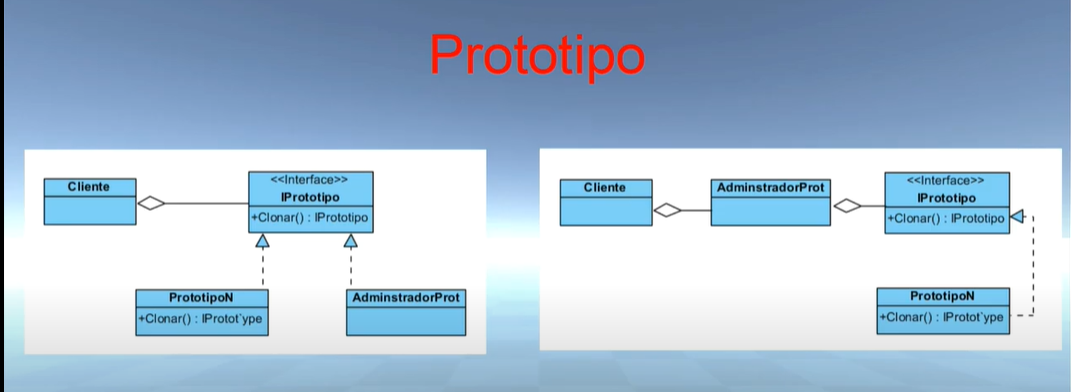 Prototipo
Cliente
<<Interface>>
IPrototipo
+Clonar() : IPrototipo
PrototipoN
+Clonar() : IProtot`ype
AdminstradorProt
Cliente
AdminstradorProt
<<Interface>>
IPrototipo
+Clonar() : IPrototipo
PrototipoN
+Clonar() : IProtot`ype